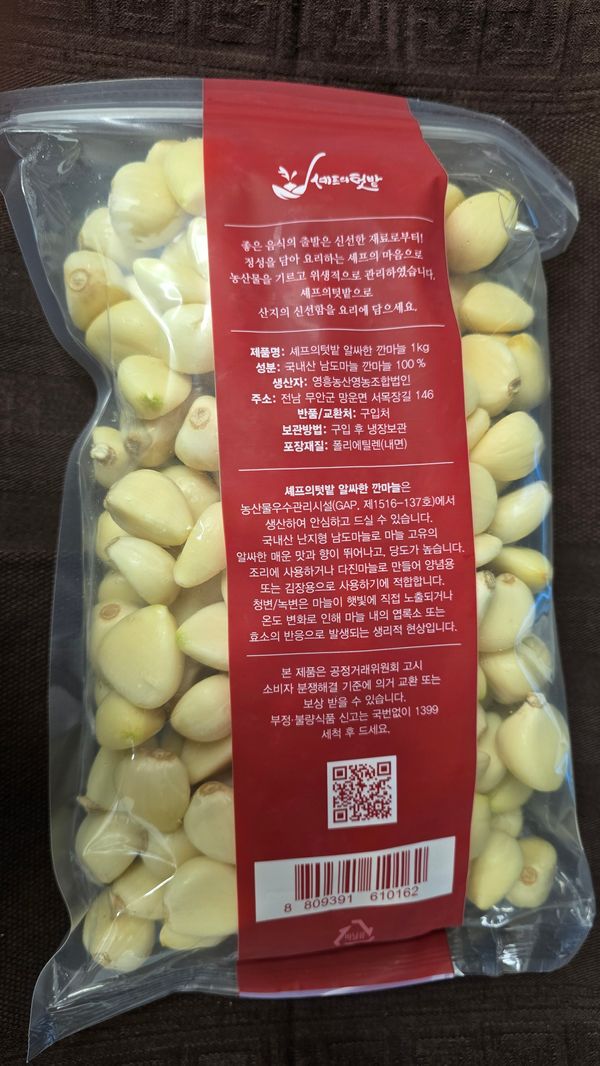 셰프의텃밭
좋은 음식의 출발은 신선한 재료로부터!
정성을 담아 요리하는 셰프의 마음으로
농산물을 기르고 위생적으로 관리하였습니다.
셰프의텃밭으로
산지의 신선함을 요리에 담으세요.
제품명: 셰프의텃밭 알싸한 깐마늘 1kg
성분: 국내산 남도마늘 깐마늘 100 %
생산자: 영흥농산영농조합법인
주소: 전남 무안군 망운면 서목장길 146
반품/교환처: 구입처
보관방법: 구입 후 냉장보관
포장재질: 폴리에틸렌(내면)
셰프의텃밭 알싸한 깐마늘은
농산물우수관리시설(GAP, 제1516-137호)에서
생산하여 안심하고 드실 수 있습니다.
국내산 난지형 남도마늘로 마늘 고유의
알싸한 매운 맛과 향이 뛰어나고, 당도가 높습니다.
조리에 사용하거나 다진마늘로 만들어 양념용
또는 김장용으로 사용하기에 적합합니다.
청변/녹변은 마늘이 햇빛에 직접 노출되거나
온도 변화로 인해 마늘 내의 엽록소 또는
효소의 반응으로 발생되는 생리적 현상입니다.
본 제품은 공정거래위원회 고시
소비자 분쟁해결 기준에 의거 교환 또는
보상 받을 수 있습니다.
부정·불량식품 신고는 국번없이 1399
세척 후 드세요.
8 809391 610162
비닐류